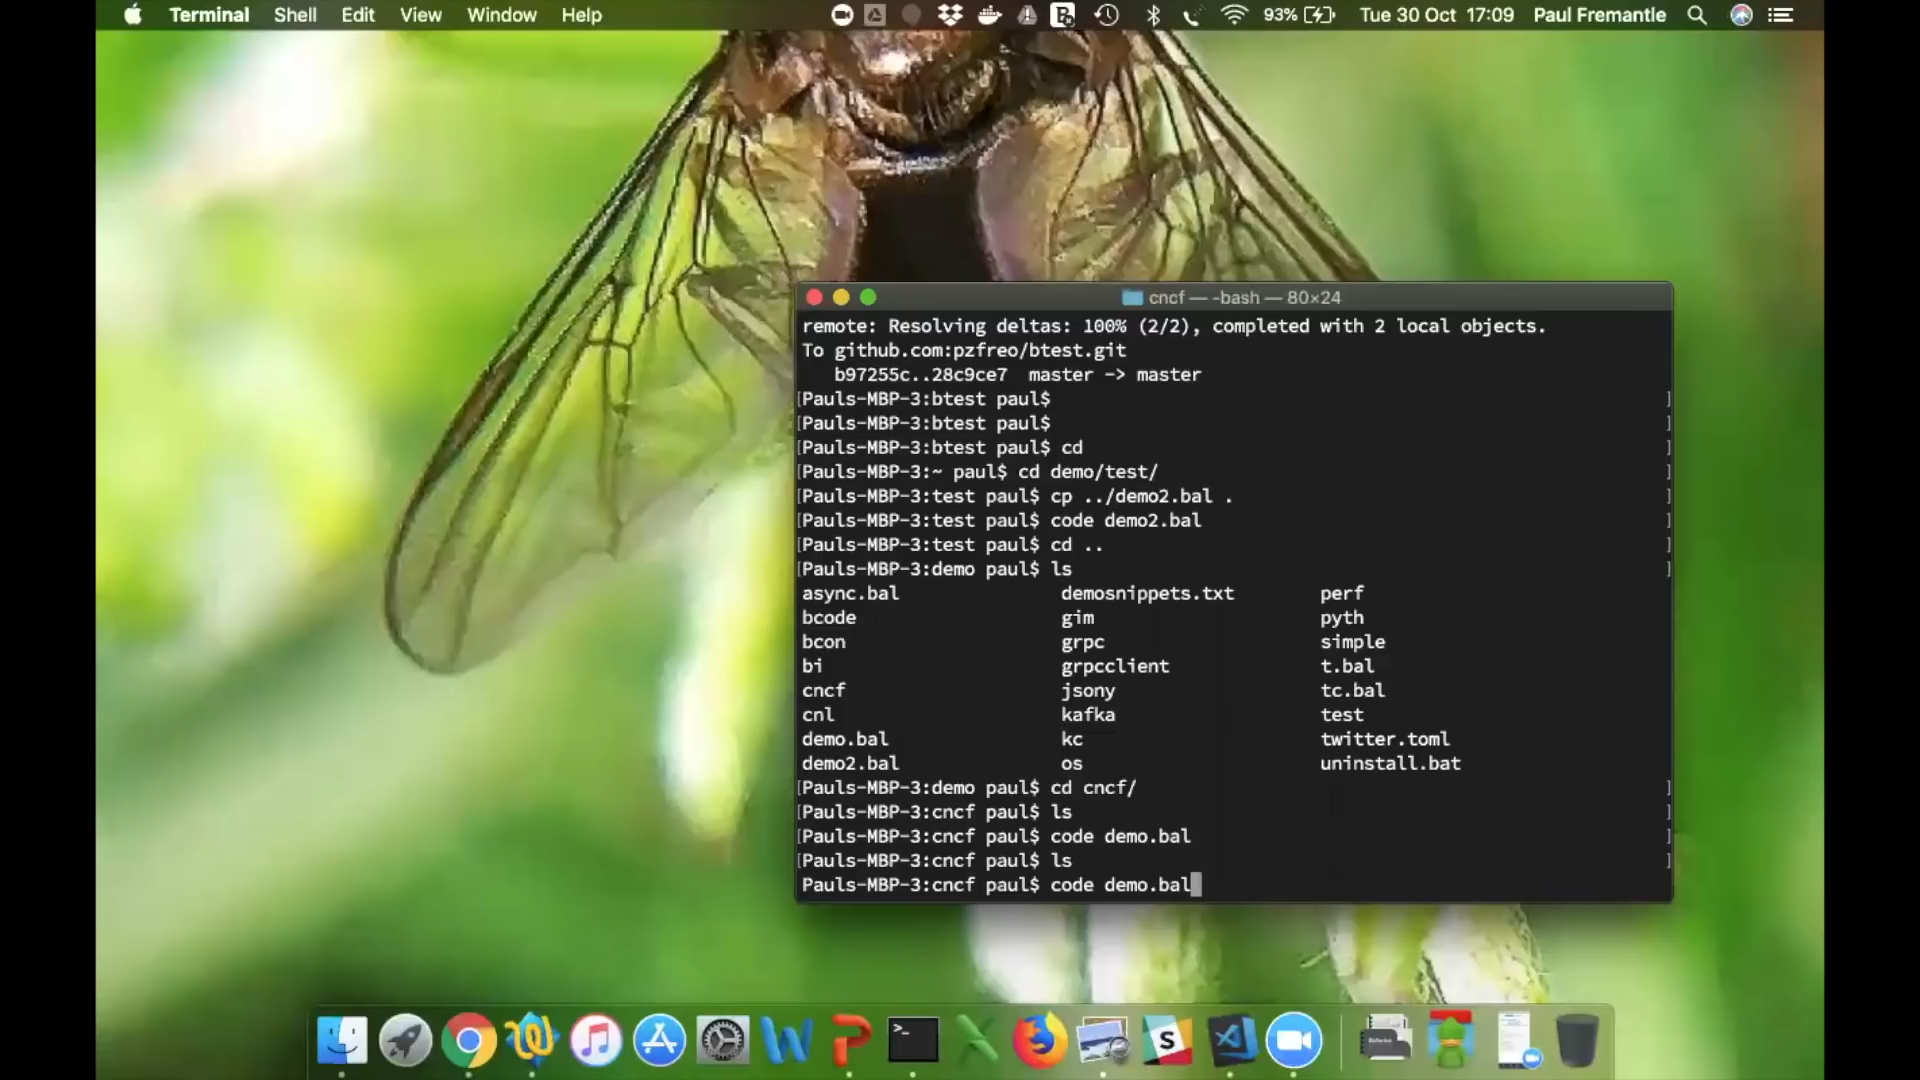 Terminal Shell Edit View Window Help 93% Tue 30 Oct 17:09 Paul Fremantle
cncf — -bash — 80×24
remote: Resolving deltas: 100% (2/2), completed with 2 local objects.
To github.com:pzfreo/btest.git
b97255c..28c9ce7 master -> master
[Pauls-MBP-3:btest paul$ ]
[Pauls-MBP-3:btest paul$ ]
[Pauls-MBP-3:btest paul$ cd ]
[Pauls-MBP-3:~ paul$ cd demo/test/ ]
[Pauls-MBP-3:test paul$ cp ../demo2.bal . ]
[Pauls-MBP-3:test paul$ code demo2.bal ]
[Pauls-MBP-3:test paul$ cd .. ]
[Pauls-MBP-3:demo paul$ ls ]
async.bal demosnippets.txt perf
bcode gim pyth
bcon grpc simple
bi grpcclient t.bal
cncf jsony tc.bal
cnl kafka test
demo.bal kc twitter.toml
demo2.bal os uninstall.bat
[Pauls-MBP-3:demo paul$ cd cncf/ ]
[Pauls-MBP-3:cncf paul$ ls ]
[Pauls-MBP-3:cncf paul$ code demo.bal ]
[Pauls-MBP-3:cncf paul$ ls ]
Pauls-MBP-3:cncf paul$ code demo.bal